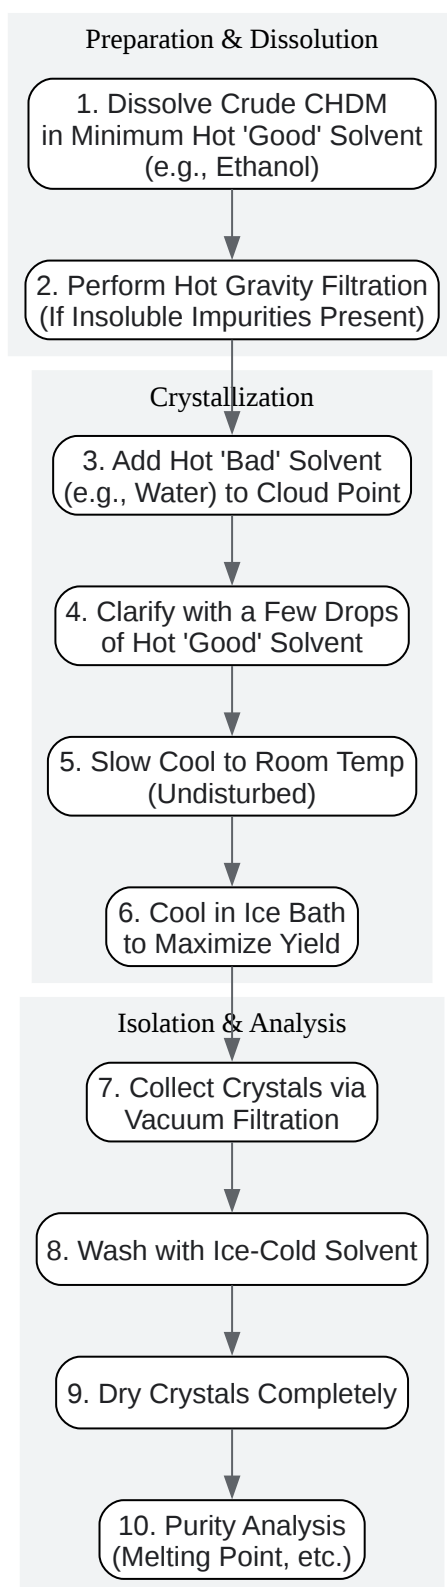 Preparation & Dissolution
1. Dissolve Crude CHDM
in Minimum Hot 'Good' Solvent
(e.g., Ethanol)
2. Perform Hot Gravity Filtration
(If Insoluble Impurities Present)
Crystallization
3. Add Hot 'Bad' Solvent
(e.g., Water) to Cloud Point
4. Clarify with a Few Drops
of Hot 'Good' Solvent
5. Slow Cool to Room Temp
(Undisturbed)
6. Cool in Ice Bath
to Maximize Yield
Isolation & Analysis
7. Collect Crystals via
Vacuum Filtration
8. Wash with Ice-Cold Solvent
9. Dry Crystals Completely
10. Purity Analysis
(Melting Point, etc.)